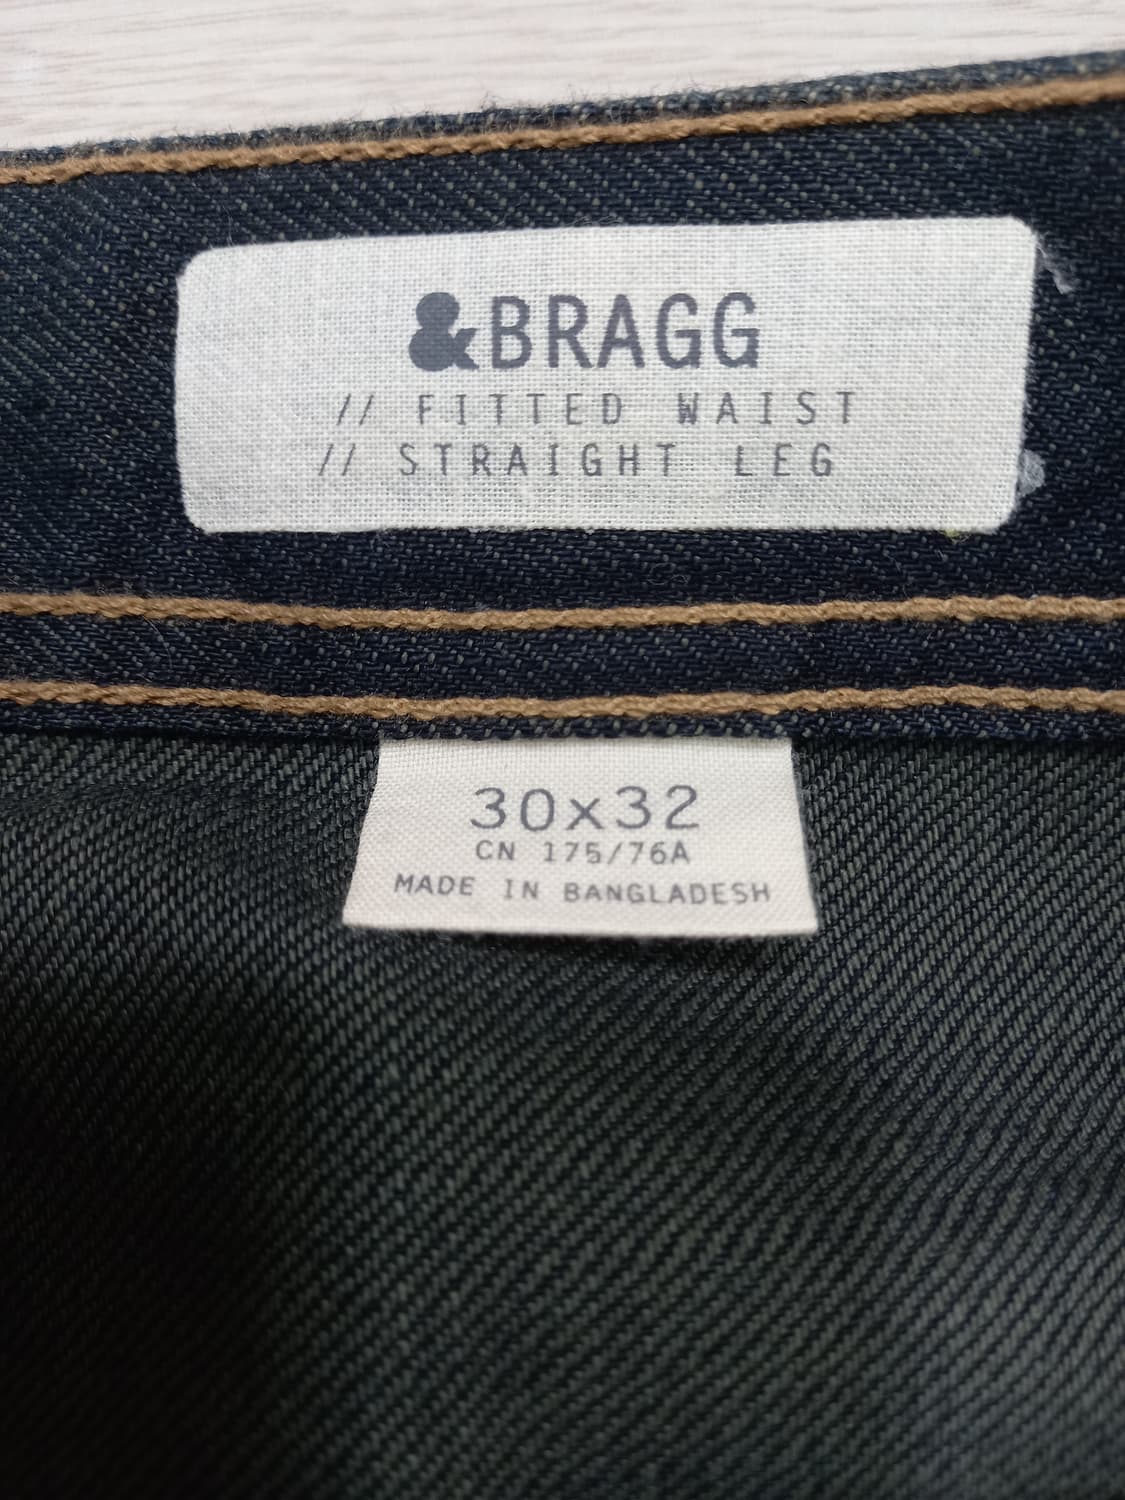 &BRAGG
// FITTED WAIST
// STRAIGHT LEG
30x32
CN 175/76A
MADE IN BANGLADESH